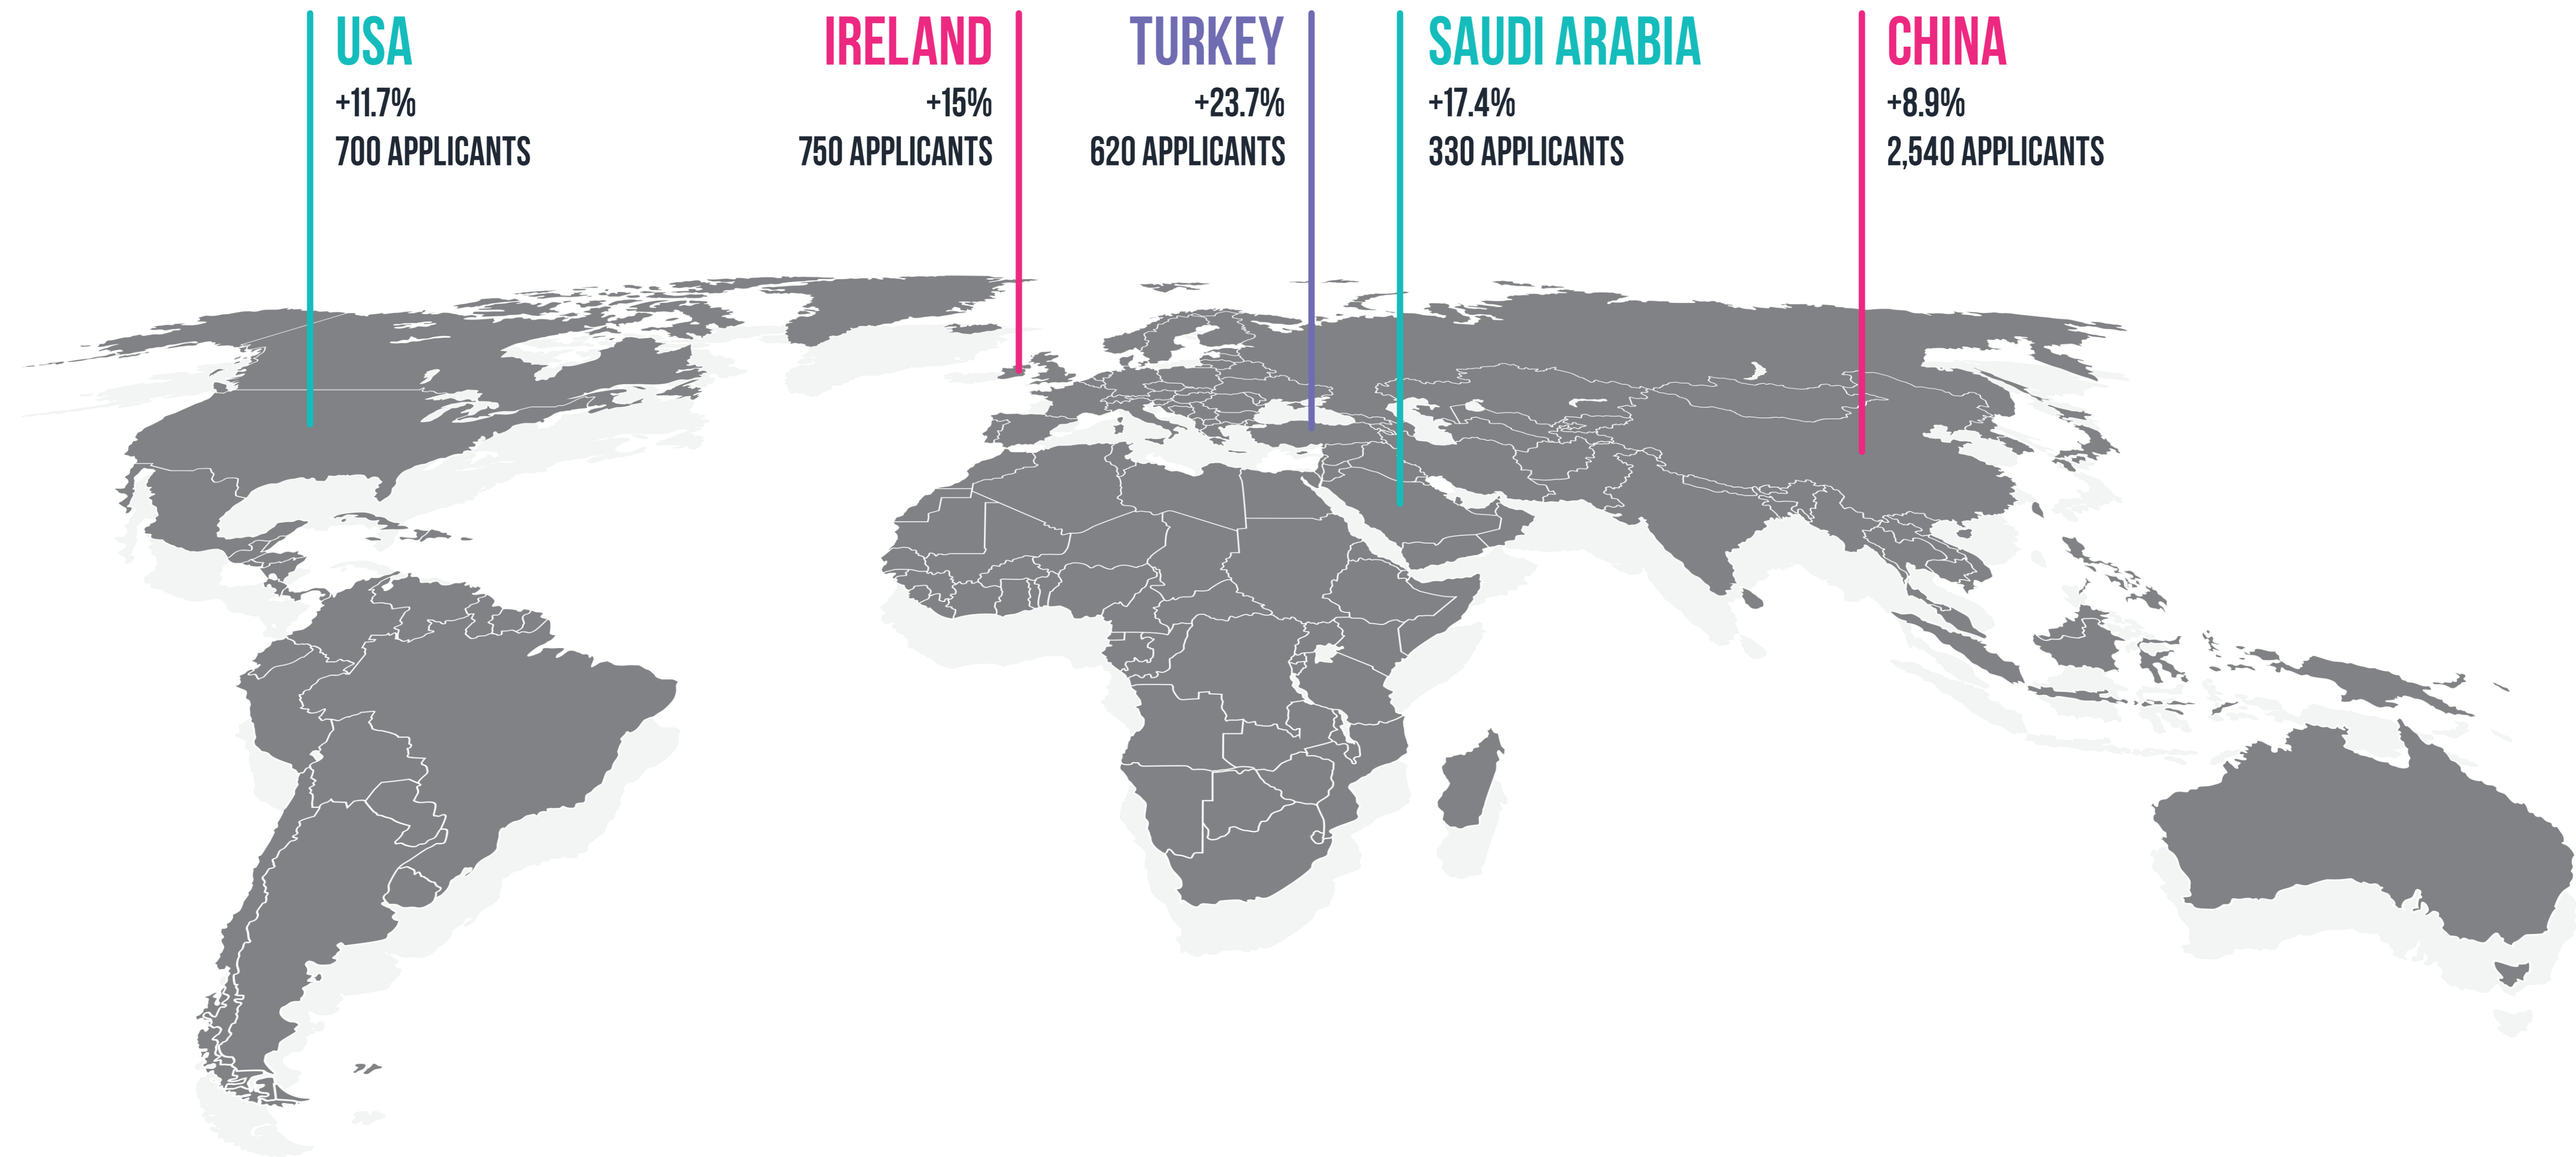 USA
+11.7%
700 APPLICANTS
IRELAND
+15%
750 APPLICANTS
TURKEY
+23.7%
620 APPLICANTS
SAUDI ARABIA
+17.4%
330 APPLICANTS
CHINA
+8.9%
2,540 APPLICANTS